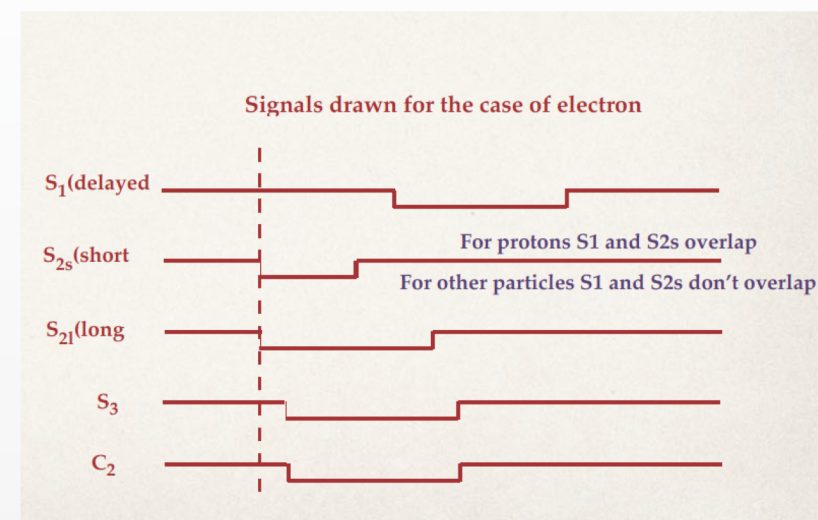 Signals drawn for the case of electron
S1(delayed
For protons S1 and S2s overlap
S2s(short
For other particles S1 and S2s don't overlap
S2l(long
S3
C2